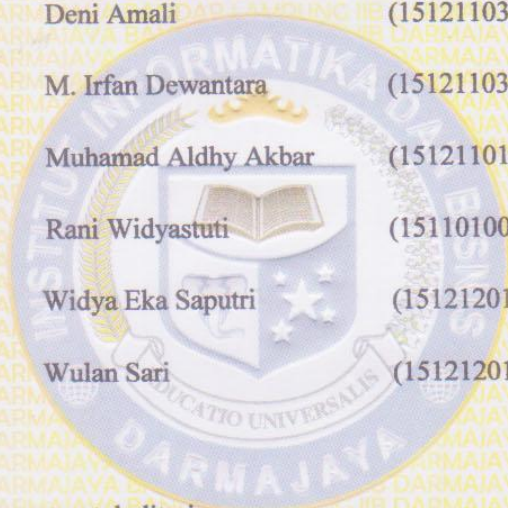 Deni Amali (15121103
M. Irfan Dewantara (15121103
Muhamad Aldhy Akbar (15121101
Rani Widyastuti (15110100
Widya Eka Saputri (15121201
Wulan Sari (15121201
INSTITUT INFORMATIKA DAN BISNIS
EDUCATIO UNIVERSALIS
DARMAJAYA